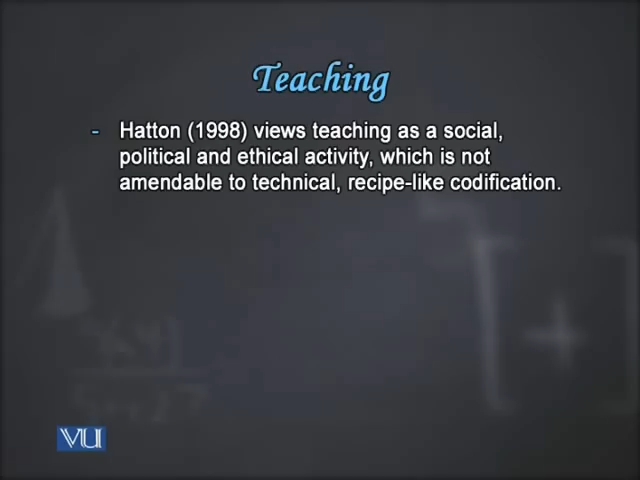 Teaching
- Hatton (1998) views teaching as a social,
political and ethical activity, which is not
amendable to technical, recipe-like codification.
VU